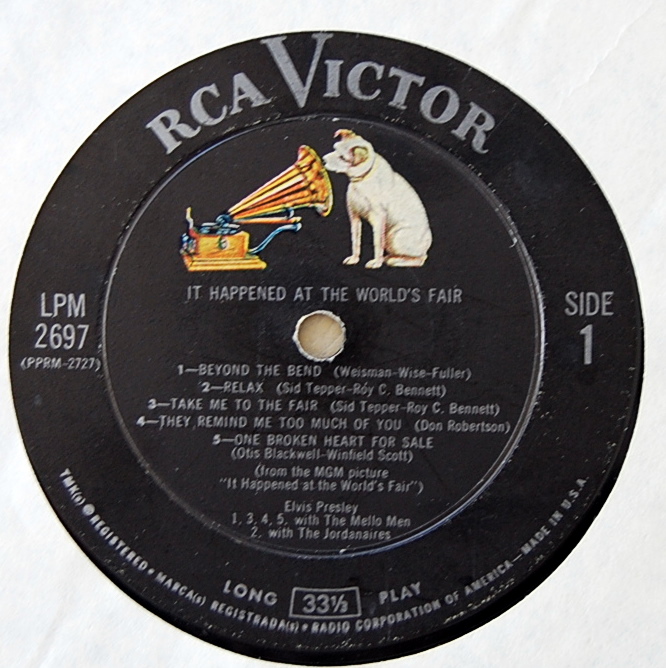 RCA VICTOR
IT HAPPENED AT THE WORLD'S FAIR
LPM
2697
(PPRM-2727)
SIDE
1
1—BEYOND THE BEND (Weisman-Wise-Fuller)
2—RELAX (Sid Tepper-Roy C. Bennett)
3—TAKE ME TO THE FAIR (Sid Tepper-Roy C. Bennett)
4—THEY REMIND ME TOO MUCH OF YOU (Don Robertson)
5—ONE BROKEN HEART FOR SALE
(Otis Blackwell-Winfield Scott)
(from the MGM picture
"It Happened at the World's Fair")
Elvis Presley
1, 3, 4, 5, with The Mello Men
2, with The Jordanaires
LONG 33⅓ PLAY
TMK(s) ® REGISTERED • MARCA(s) REGISTRADA(s) • RADIO CORPORATION OF AMERICA—MADE IN U.S.A.